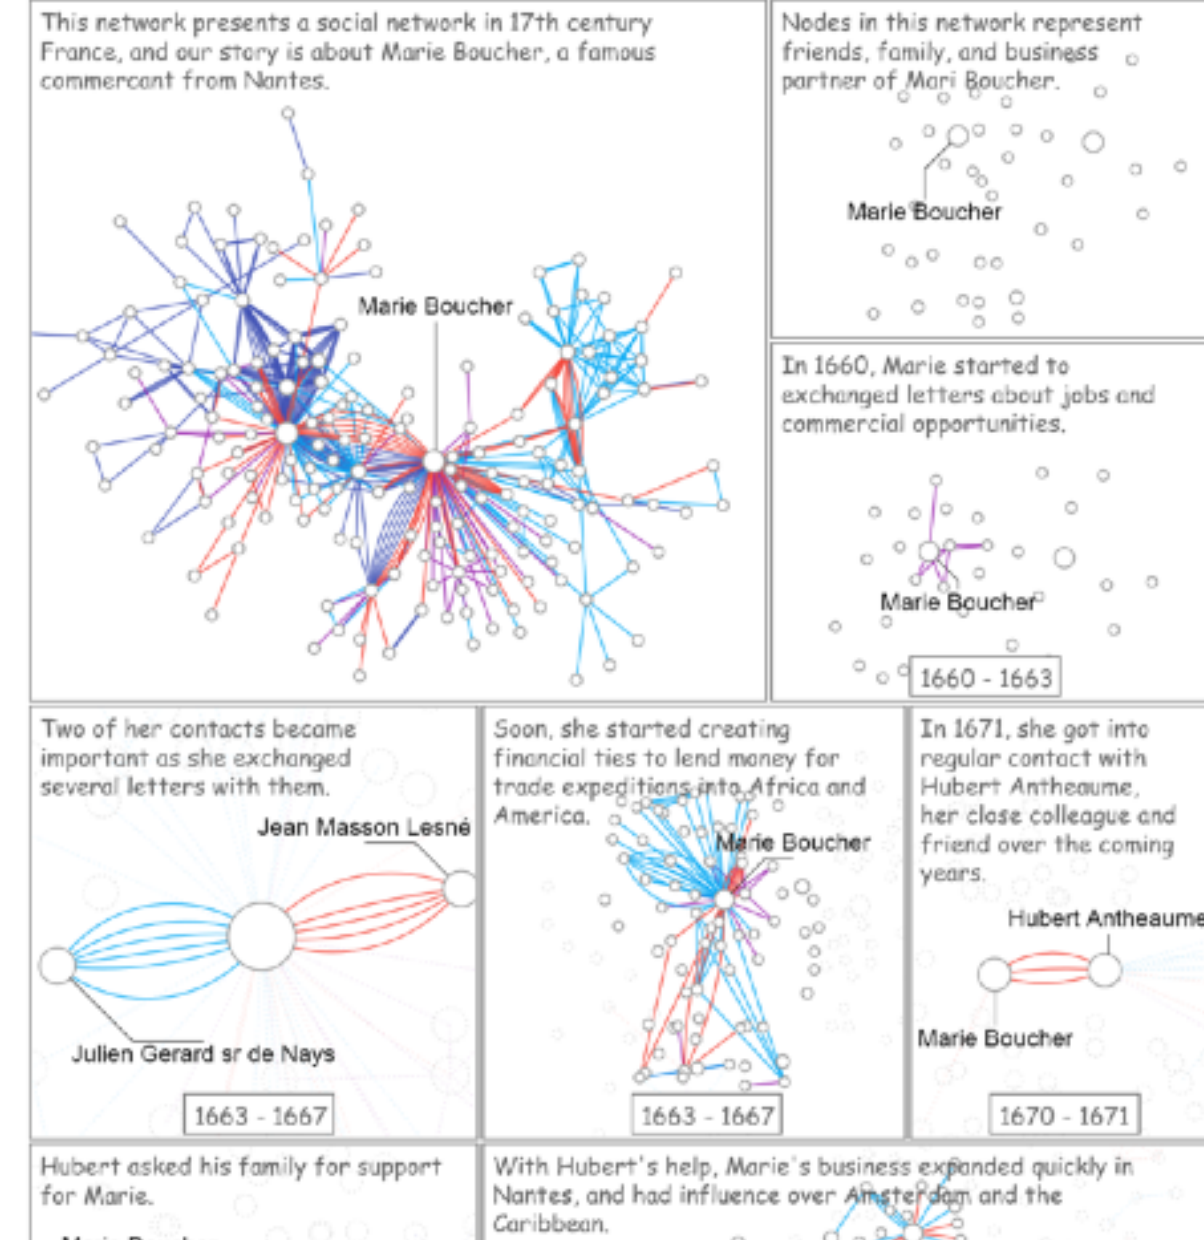 This network presents a social network in 17th century
France, and our story is about Marie Boucher, a famous
commercant from Nantes.
Marie Boucher
Nodes in this network represent
friends, family, and business
partner of Mari Boucher.
Marie Boucher
In 1660, Marie started to
exchanged letters about jobs and
commercial opportunities.
Marie Boucher
1660 - 1663
Two of her contacts became
important as she exchanged
several letters with them.
Jean Masson Lesné
Julien Gerard sr de Nays
1663 - 1667
Soon, she started creating
financial ties to lend money for
trade expeditions into Africa and
America.
Marie Boucher
1663 - 1667
In 1671, she got into
regular contact with
Hubert Antheaume,
her close colleague and
friend over the coming
years.
Hubert Antheaume
Marie Boucher
1670 - 1671
Hubert asked his family for support
for Marie.
With Hubert's help, Marie's business expanded quickly in
Nantes, and had influence over Amsterdam and the
Caribbean.